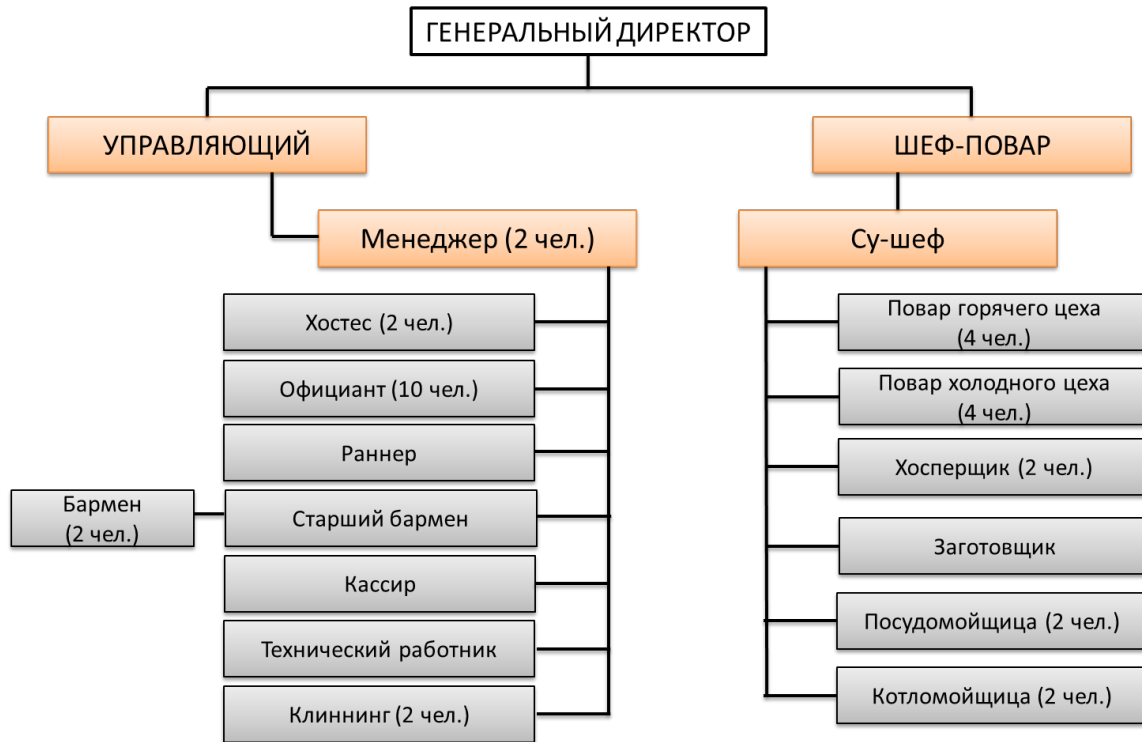 ГЕНЕРАЛЬНЫЙ ДИРЕКТОР
УПРАВЛЯЮЩИЙ
Менеджер (2 чел.)
Хостес (2 чел.)
Официант (10 чел.)
Раннер
Старший бармен
Бармен
(2 чел.)
Кассир
Технический работник
Клиннинг (2 чел.)
ШЕФ-ПОВАР
Су-шеф
Повар горячего цеха
(4 чел.)
Повар холодного цеха
(4 чел.)
Хосперщик (2 чел.)
Заготовщик
Посудомойщица (2 чел.)
Котломойщица (2 чел.)